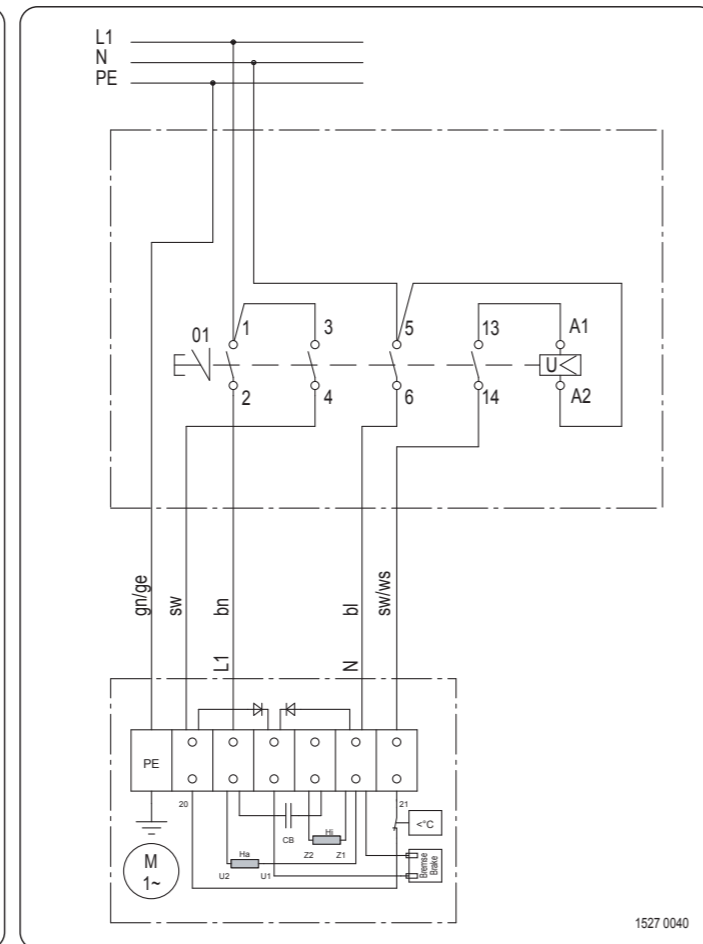 L1
N
PE
01
1
3
5
13
A1
U<
2
4
6
14
A2
gn/ge
sw
bn
bl
sw/ws
L1
N
PE
20
21
CB
Hi
<°C
Ha
Z2
Z1
U2
U1
Bremse
Brake
M
1~
1527 0040